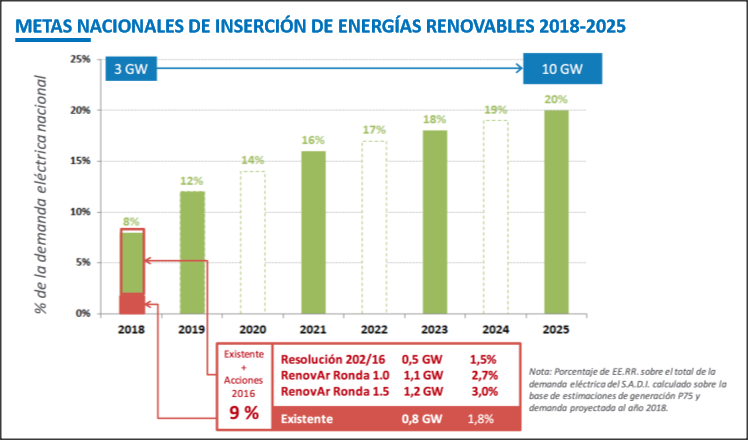 METAS NACIONALES DE INSERCIÓN DE ENERGÍAS RENOVABLES 2018-2025
% de la demanda eléctrica nacional
25%
20%
15%
10%
5%
0%
3 GW
10 GW
8%
12%
14%
16%
17%
18%
19%
20%
2018
2019
2020
2021
2022
2023
2024
2025
Existente
+
Acciones
2016
9 %
Resolución 202/16 0,5 GW 1,5%
RenovAr Ronda 1.0 1,1 GW 2,7%
RenovAr Ronda 1.5 1,2 GW 3,0%
Existente 0,8 GW 1,8%
Nota: Porcentaje de EE.RR. sobre el total de la
demanda eléctrica del S.A.D.I. calculado sobre la
base de estimaciones de generación P75 y
demanda proyectada al año 2018.